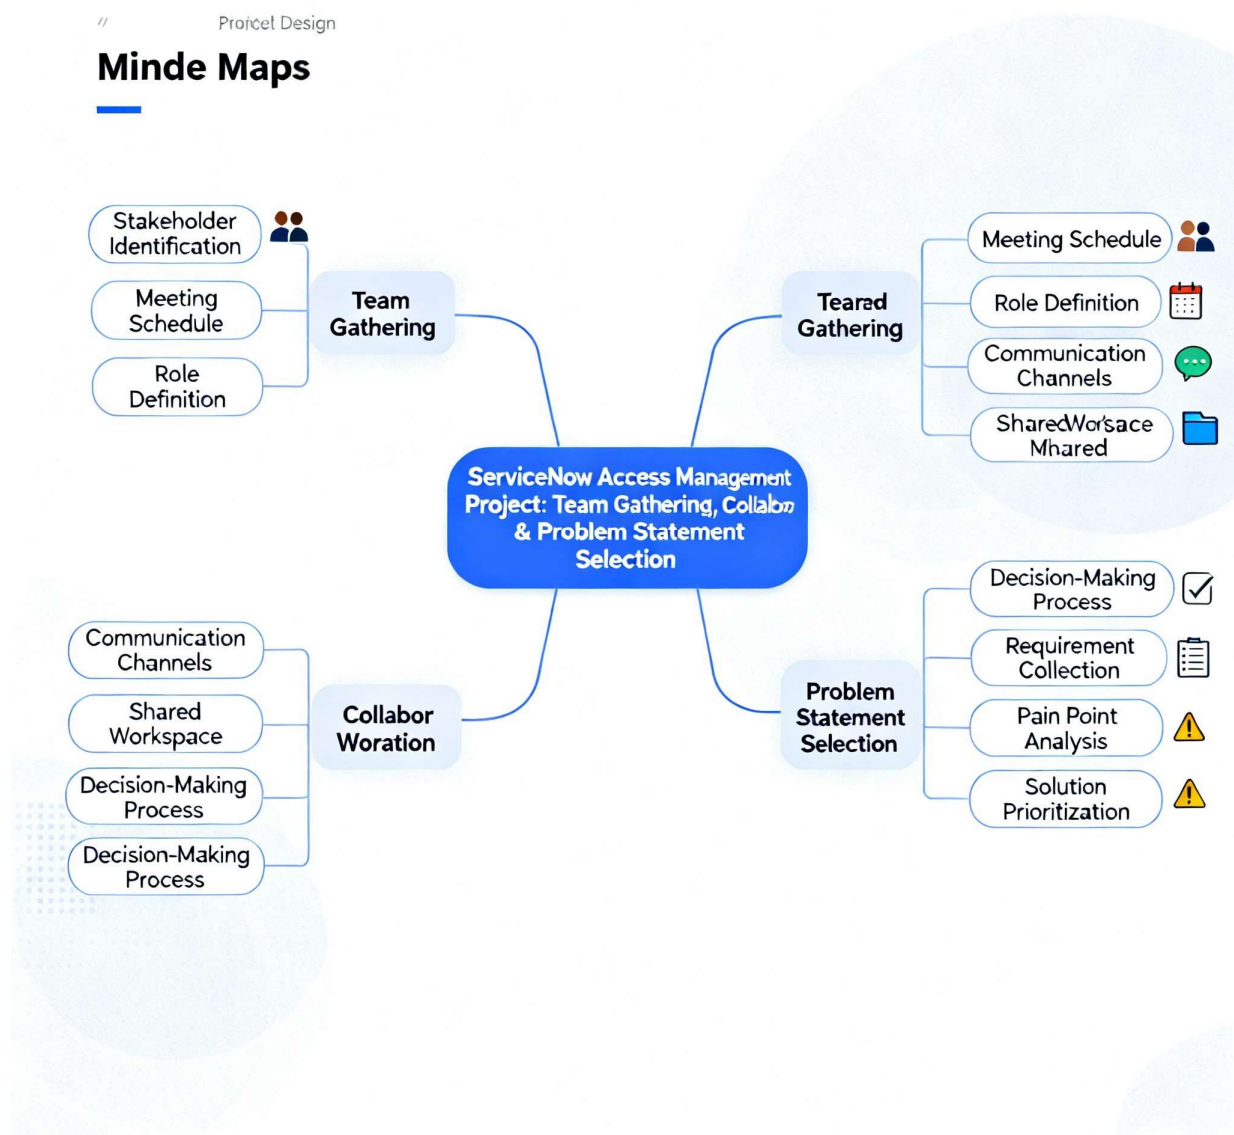 //
Proricet Design
Minde Maps
Stakeholder
Identification
Meeting
Schedule
Role
Definition
Team
Gathering
Teared
Gathering
Meeting Schedule
Role Definition
Communication
Channels
Mhared
ServiceNow Access Management
Project: Team Gathering,
& Problem Statement
Selection
Communication
Channels
Shared
Workspace
Decision-Making
Process
Decision-Making
Process
Collabor
Woration
Problem
Statement
Selection
Decision-Making
Process
Requirement
Collection
Pain Point
Analysis
Solution
Prioritization